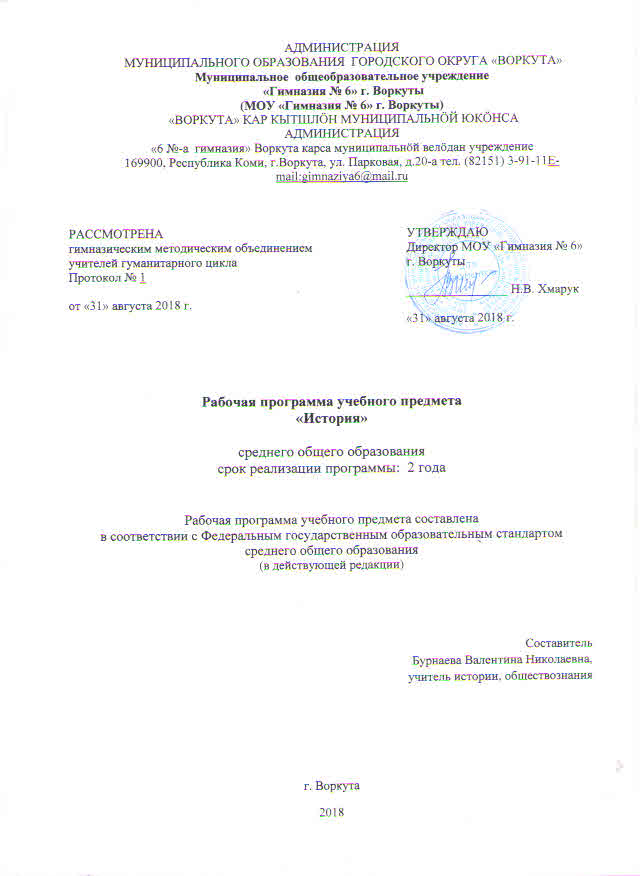 АДМИНИСТРАЦИЯ
МУНИЦИПАЛЬНОГО ОБРАЗОВАНИЯ ГОРОДСКОГО ОКРУГА «ВОРКУТА»
Муниципальное общеобразовательное учреждение
«Гимназия № 6» г. Воркуты
(МОУ «Гимназия № 6» г. Воркуты)
«ВОРКУТА» КАР КЫТШЛӦН МУНИЦИПАЛЬНӦЙ ЮКӦНСА
АДМИНИСТРАЦИЯ
«6 №-а гимназия» Воркута карса муниципальнӧй велӧдан учреждение
169900, Республика Коми, г.Воркута, ул. Парковая, д.20-а тел. (82151) 3-91-11E-
mail:gimnaziya6@mail.ru
РАССМОТРЕНА
гимназическим методическим объединением
учителей гуманитарного цикла
Протокол № 1
от «31» августа 2018 г.
УТВЕРЖДАЮ
Директор МОУ «Гимназия № 6»
г. Воркуты
Н.В. Хмарук
«31» августа 2018 г.
Рабочая программа учебного предмета
«История»
среднего общего образования
срок реализации программы: 2 года
Рабочая программа учебного предмета составлена
в соответствии с Федеральным государственным образовательным стандартом
среднего общего образования
(в действующей редакции)
Составитель
Бурнаева Валентина Николаевна,
учитель истории, обществознания
г. Воркута
2018